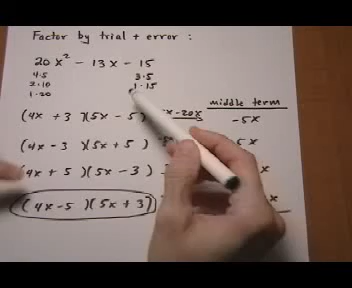 Factor by trial + error :
20x² - 13x - 15
4·5 3·5
2·10 1·15
1·20
middle term
(4x + 3)(5x - 5) - 20x -5x
(4x - 3)(5x + 5) 5x
4x + 5)(5x - 3) x
(4x - 5)(5x + 3) x